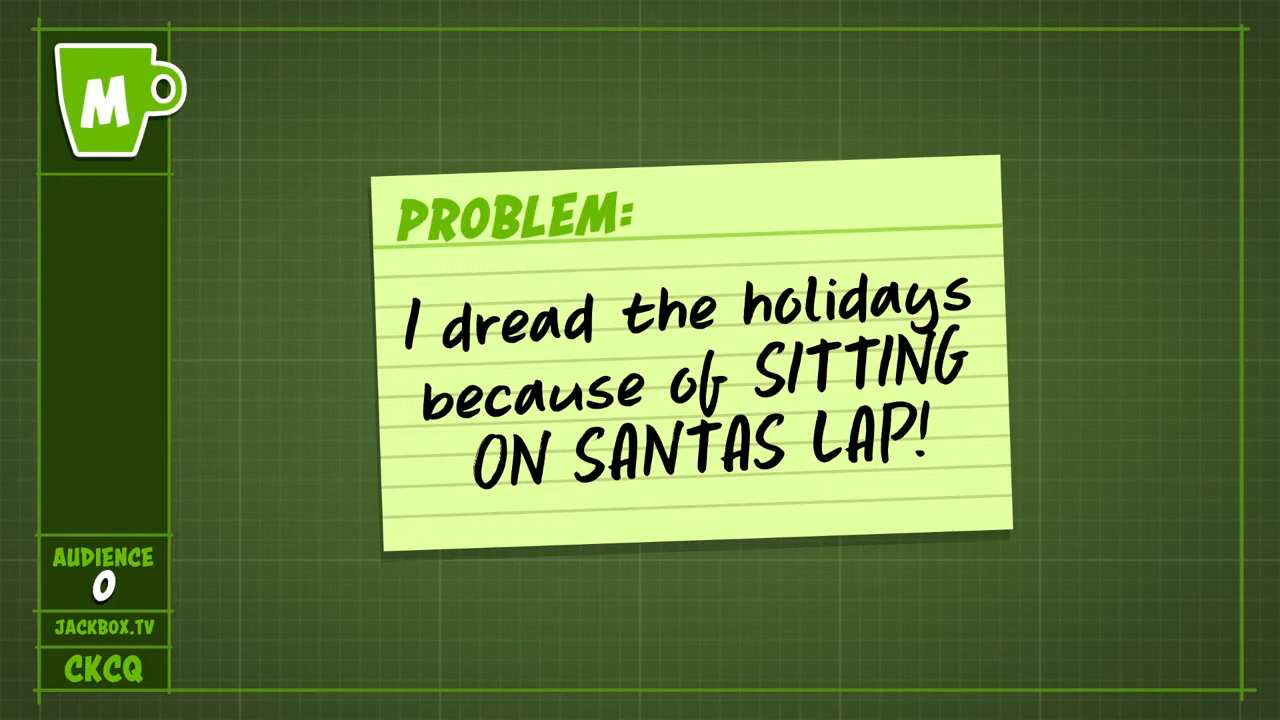 M
PROBLEM:
I dread the holidays
because of SITTING
ON SANTAS LAP!
AUDIENCE
0
JACKBOX.TV
CKCQ